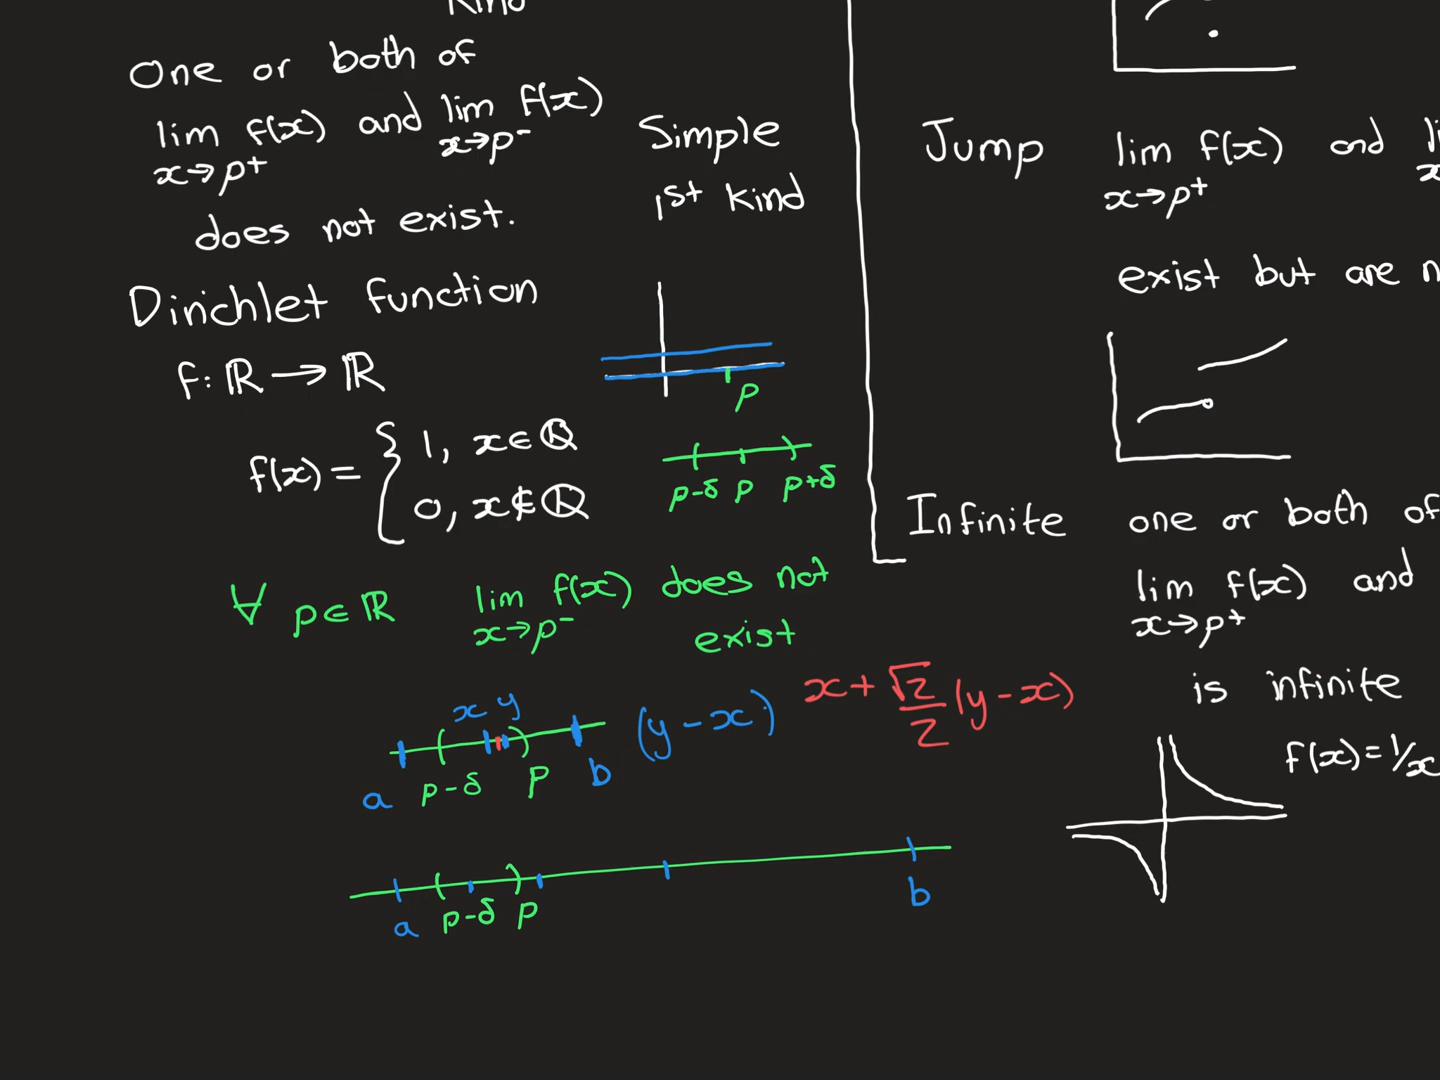 Kind
One or both of
lim f(x) and lim f(x)
x→p⁺ x→p⁻
does not exist.
Simple
1st kind
Dirichlet function
f: ℝ → ℝ
f(x) = { 1, x∈ℚ
0, x∉ℚ
p
p-δ p p+δ
∀ p∈ℝ lim f(x) does not
x→p⁻ exist
x y (y-x) x + √2/2 (y-x)
a p-δ p b
a p-δ p b
Jump lim f(x) and li
x→p⁺ x
exist but are n
Infinite one or both of
lim f(x) and
x→p⁺
is infinite
f(x)=1/x